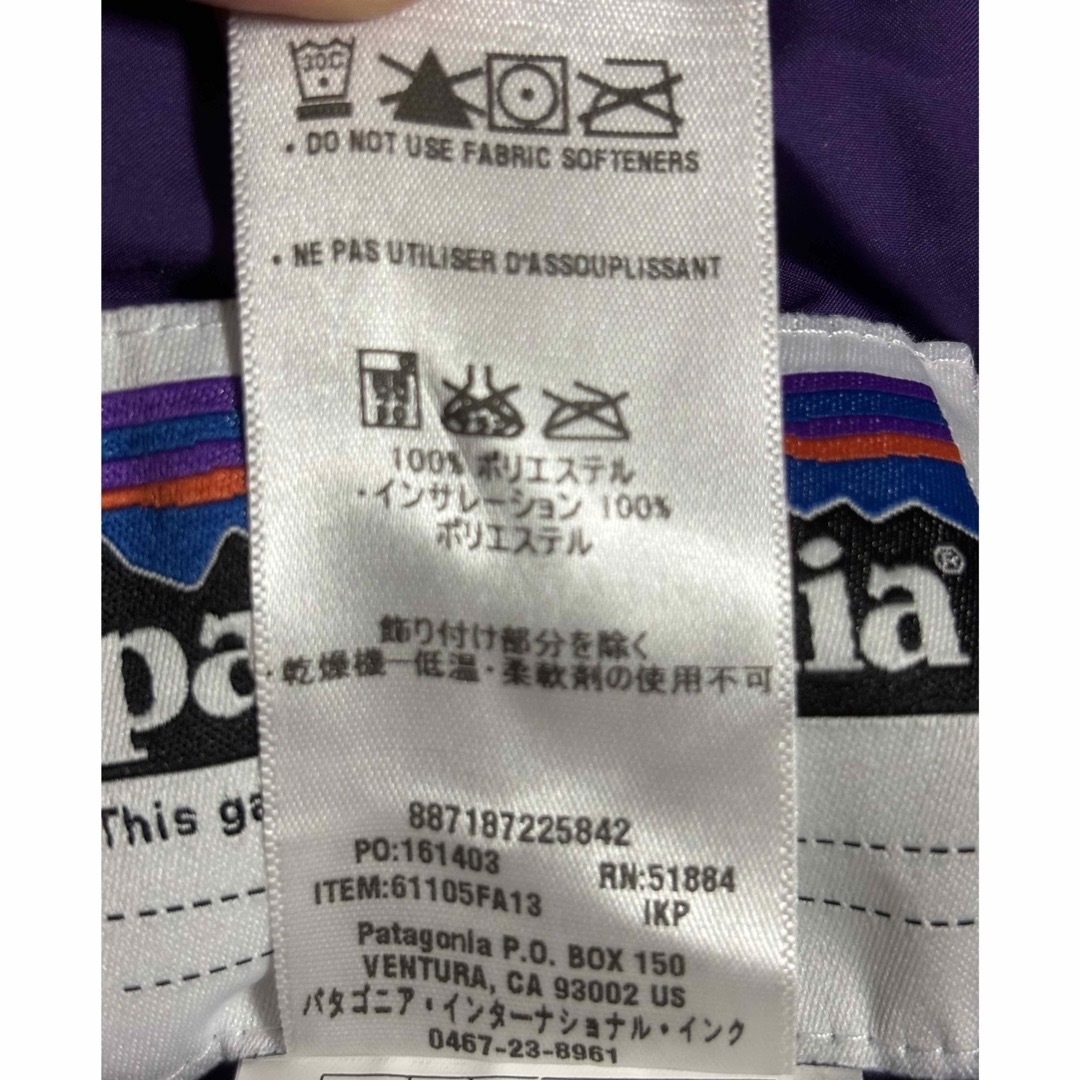 30C
. DO NOT USE FABRIC SOFTENERS
. NE PAS UTILISER D'ASSOUPLISSANT
100% ポリエステル
・インサレーション 100%
ポリエステル
飾り付け部分を除く
・乾燥機一低温・柔軟剤の使用不可
pa
ia®
This ga
887187225842
PO:161403 RN:51884
ITEM:61105FA13 IKP
Patagonia P.O. BOX 150
VENTURA, CA 93002 US
パタゴニア・インターナショナル・インク
0467-23-8961